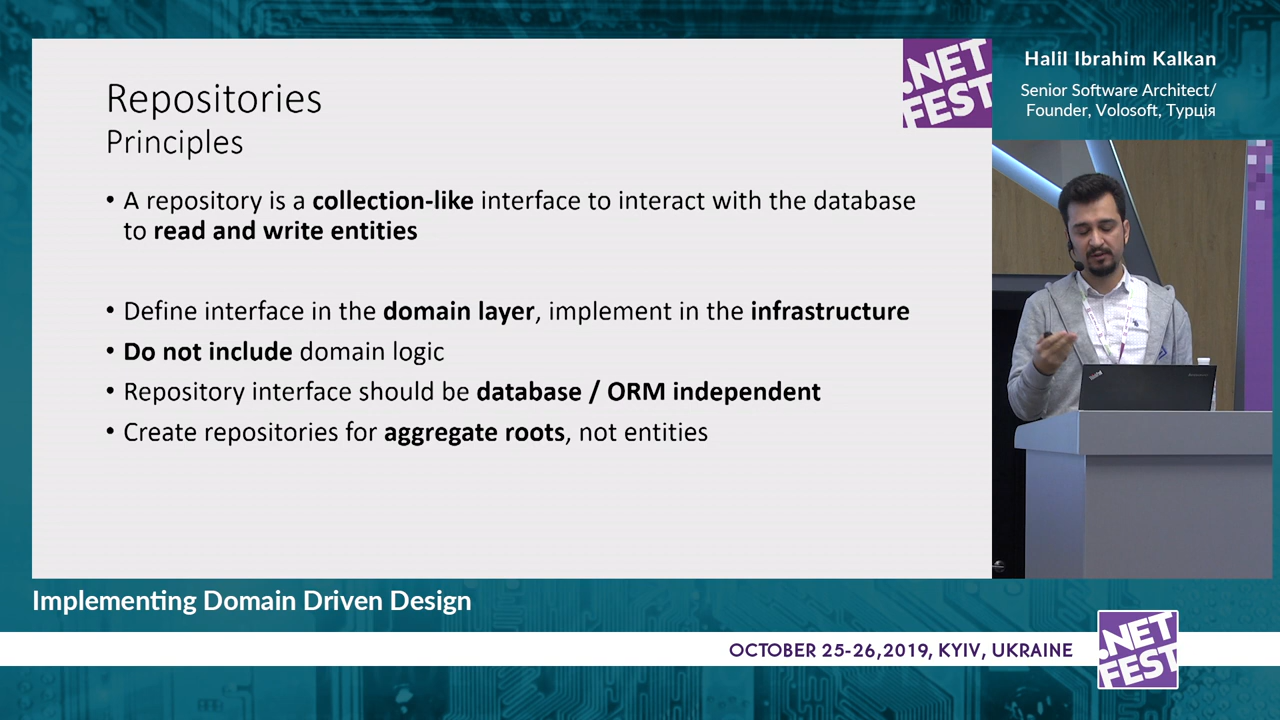 Repositories
Principles
• A repository is a collection-like interface to interact with the database
to read and write entities
• Define interface in the domain layer, implement in the infrastructure
• Do not include domain logic
• Repository interface should be database / ORM independent
• Create repositories for aggregate roots, not entities
.NET
FEST
Halil Ibrahim Kalkan
Senior Software Architect/
Founder, Volosoft, Турція
Implementing Domain Driven Design
OCTOBER 25-26,2019, KYIV, UKRAINE
.NET
FEST